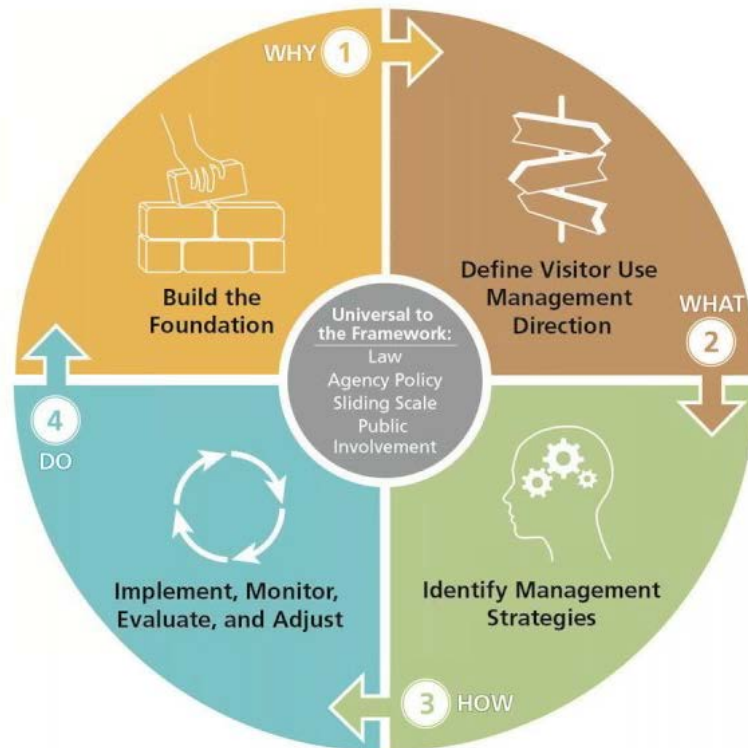 WHY 1
Build the
Foundation
Define Visitor Use
Management
Direction
WHAT
2
Universal to
the Framework:
Law
Agency Policy
Sliding Scale
Public
Involvement
Identify Management
Strategies
3 HOW
Implement, Monitor,
Evaluate, and Adjust
4
DO